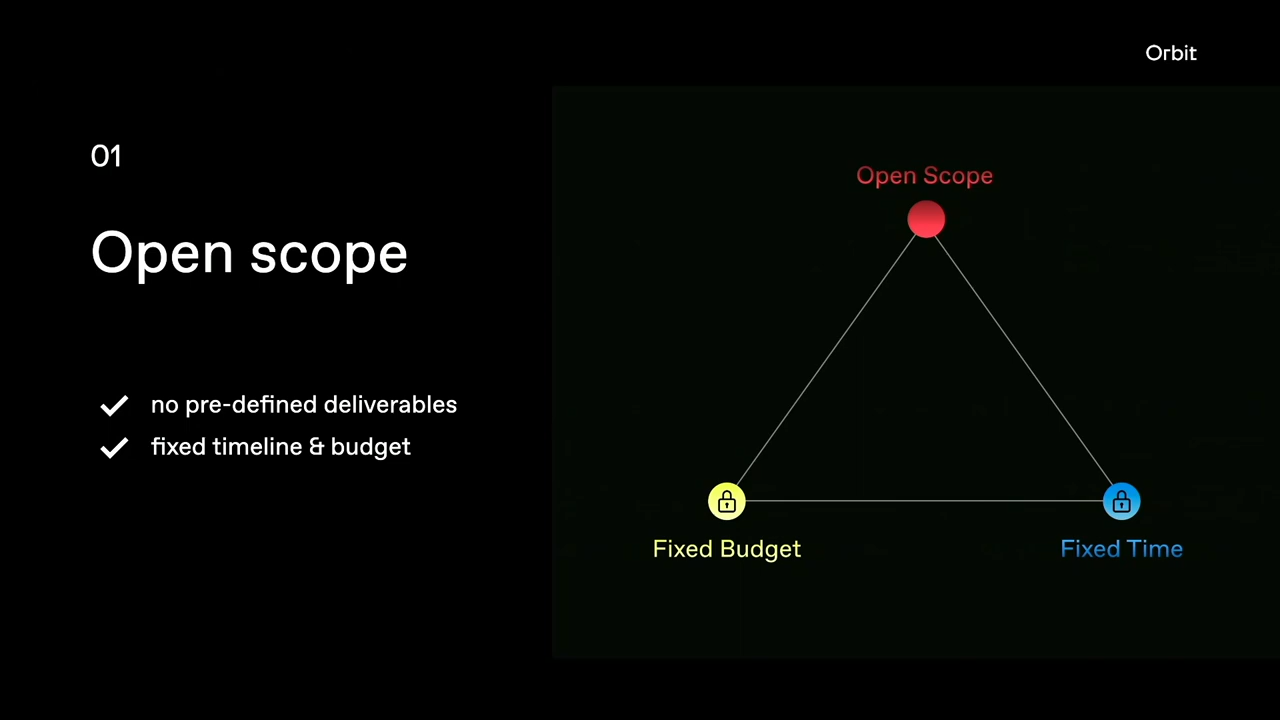 Orbit
01
Open scope
no pre-defined deliverables
fixed timeline & budget
Open Scope
Fixed Budget
Fixed Time